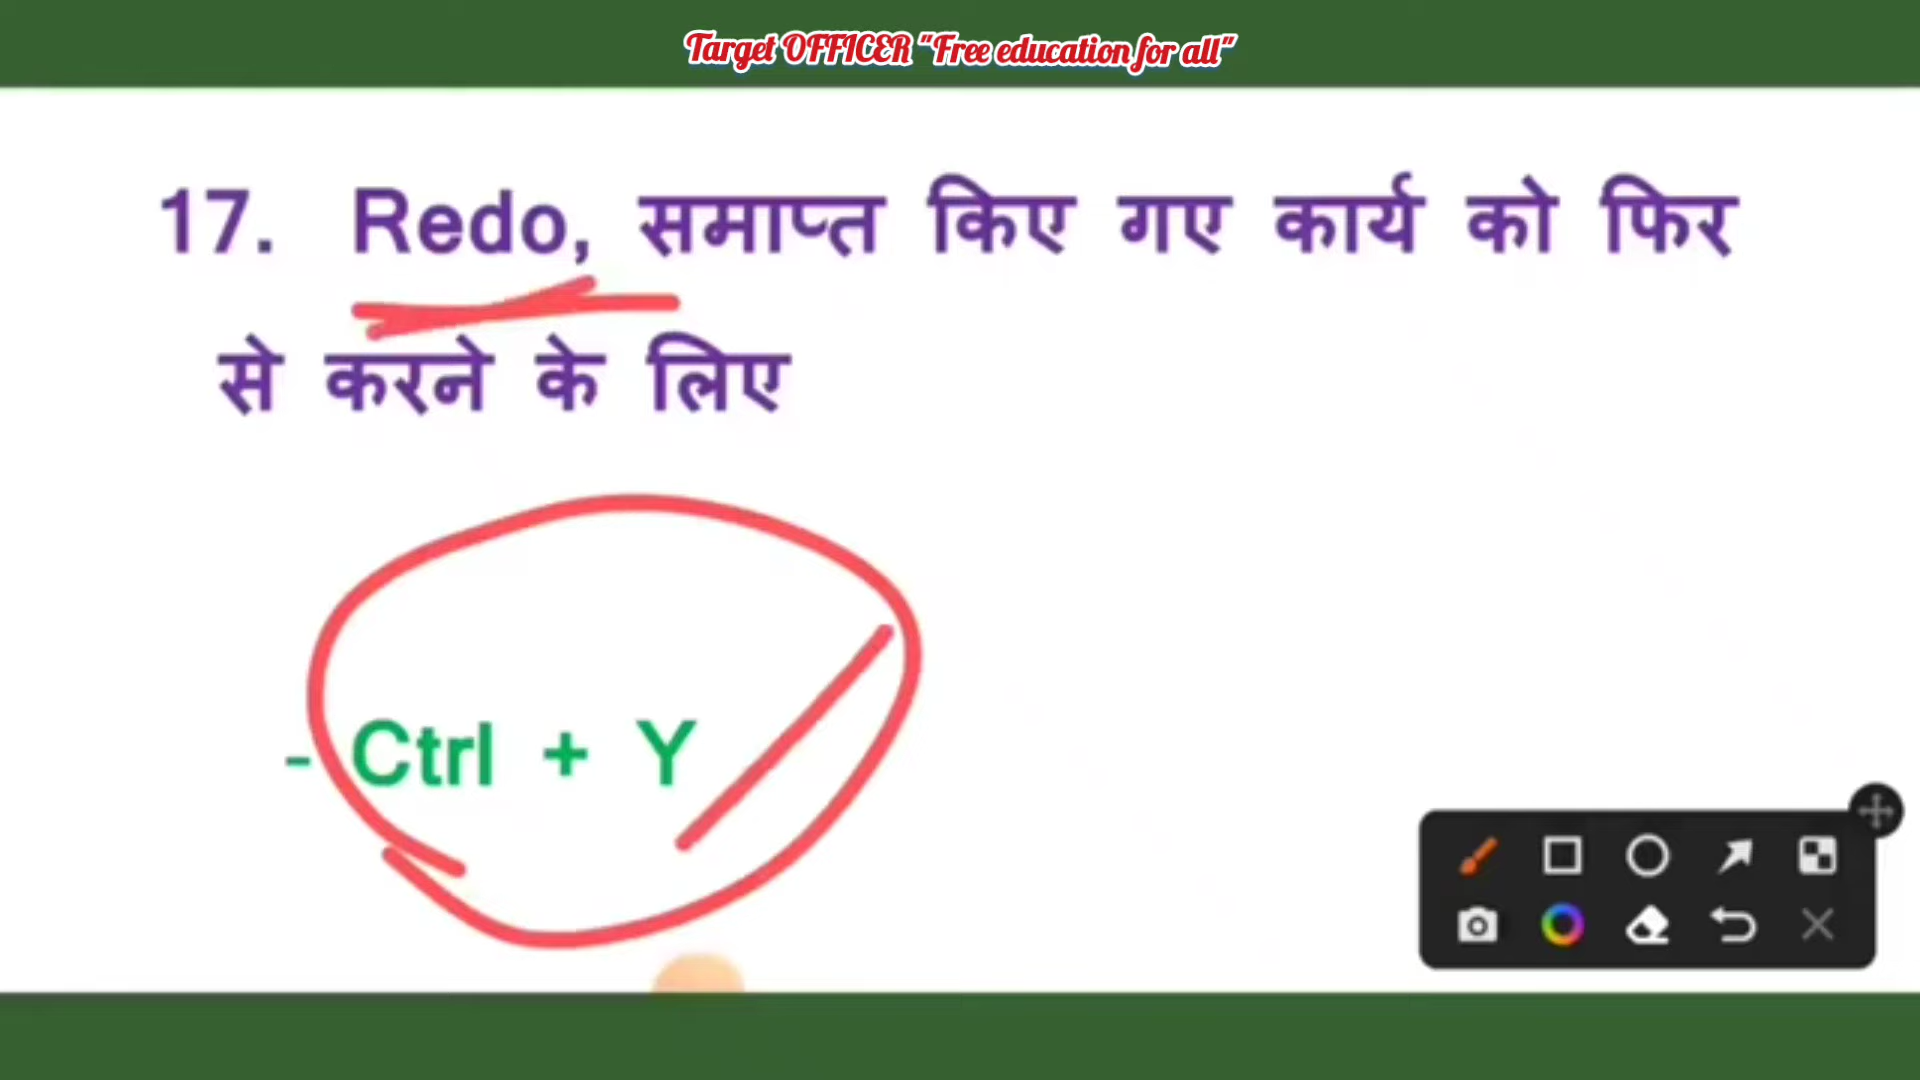 Target OFFICER "Free education for all"
17. Redo, समाप्त किए गए कार्य को फिर
से करने के लिए
- Ctrl + Y